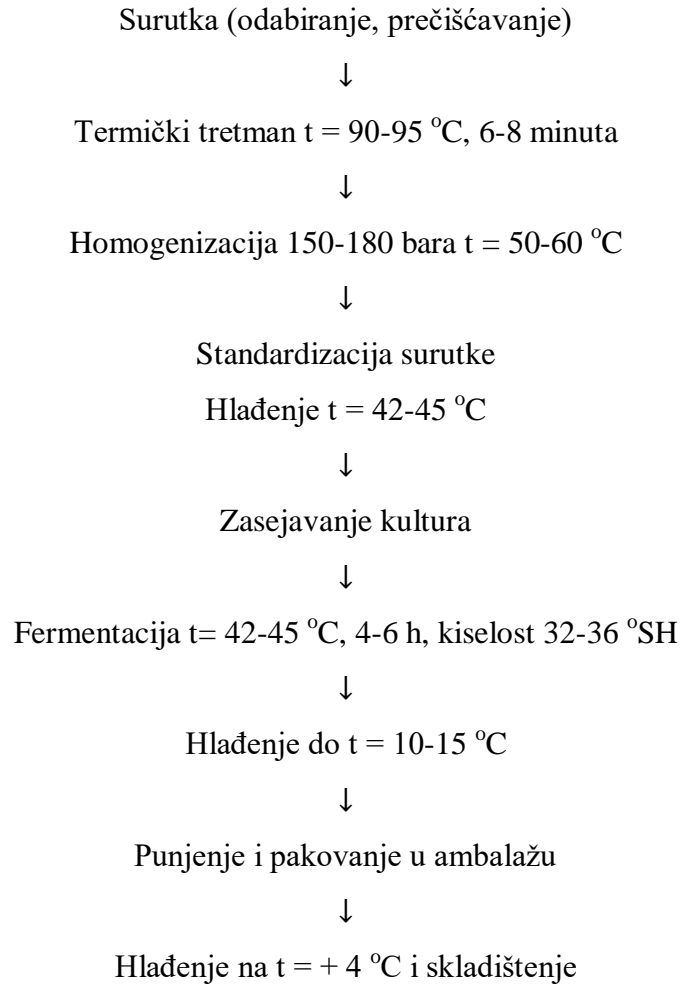 Surutka (odabiranje, prečišćavanje)
↓
Termički tretman t = 90-95 °C, 6-8 minuta
↓
Homogenizacija 150-180 bara t = 50-60 °C
↓
Standardizacija surutke
Hlađenje t = 42-45 °C
↓
Zasejavanje kultura
↓
Fermentacija t= 42-45 °C, 4-6 h, kiselost 32-36 °SH
↓
Hlađenje do t = 10-15 °C
↓
Punjenje i pakovanje u ambalažu
↓
Hlađenje na t = + 4 °C i skladištenje